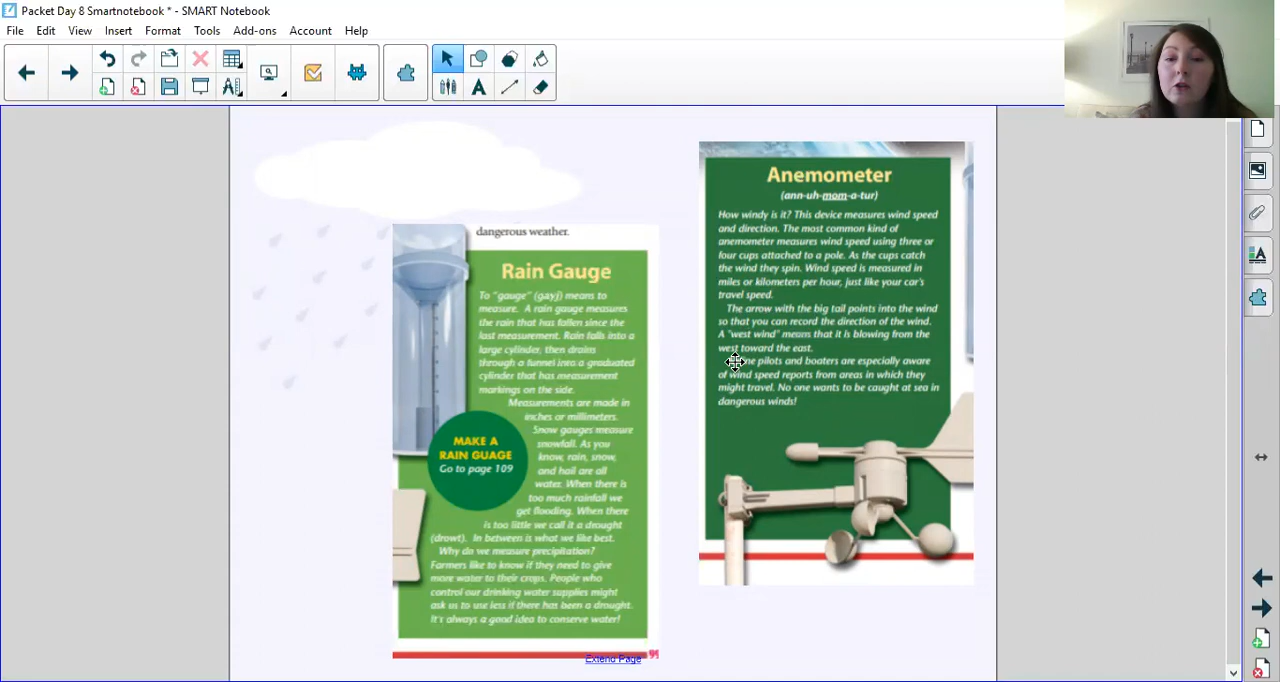 Packet Day 8 Smartnotebook * - SMART Notebook
File Edit View Insert Format Tools Add-ons Account Help
dangerous weather.
Rain Gauge
To "gauge" (gayj) means to
measure. A rain gauge measures
the rain that has fallen since the
last measurement. Rain falls into a
large cylinder, then drains
through a funnel into a graduated
cylinder that has measurement
markings on the side.
Measurements are made in
inches or millimeters.
Snow gauges measure
snowfall. As you
know, rain, snow,
and hail are all
water. When there is
too much rainfall we
get flooding. When there
is too little we call it a drought
(drowt). In between is what we like best.
Why do we measure precipitation?
Farmers like to know if they need to give
more water to their crops. People who
control our drinking water supplies might
ask us to use less if there has been a drought.
It's always a good idea to conserve water!
MAKE A
RAIN GUAGE
Go to page 109
Extend Page
Anemometer
(ann-uh-mom-a-tur)
How windy is it? This device measures wind speed
and direction. The most common kind of
anemometer measures wind speed using three or
four cups attached to a pole. As the cups catch
the wind they spin. Wind speed is measured in
miles or kilometers per hour, just like your car's
travel speed.
The arrow with the big tail points into the wind
so that you can record the direction of the wind.
A "west wind" means that it is blowing from the
west toward the east.
pilots and boaters are especially aware
of wind speed reports from areas in which they
might travel. No one wants to be caught at sea in
dangerous winds!